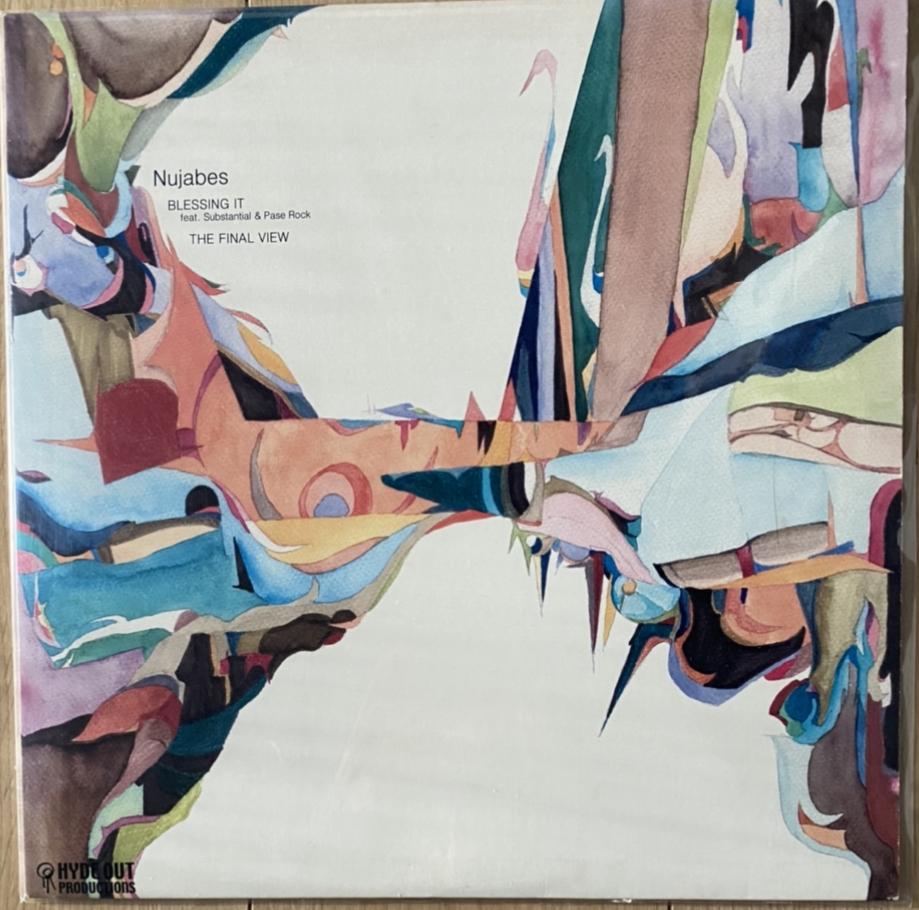 Nujabes
BLESSING IT
feat. Substantial & Pase Rock
THE FINAL VIEW
HYDE OUT
PRODUCTIONS